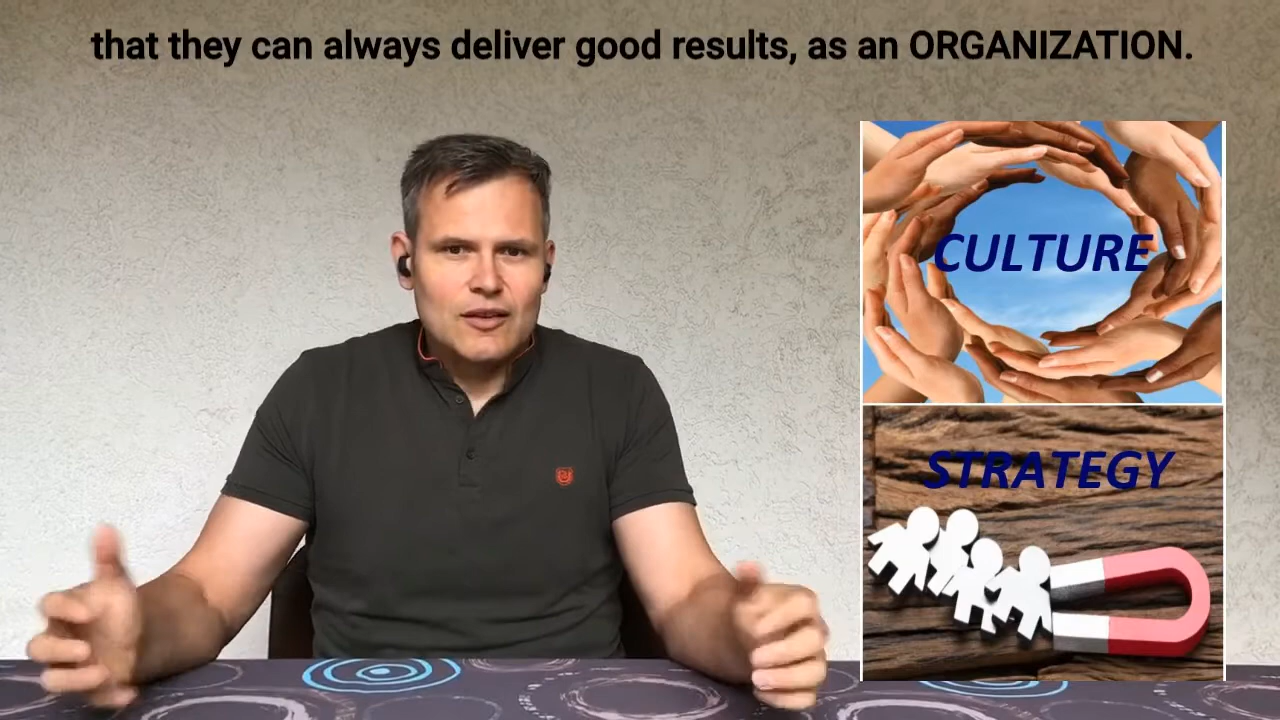 that they can always deliver good results, as an ORGANIZATION.
CULTURE
STRATEGY